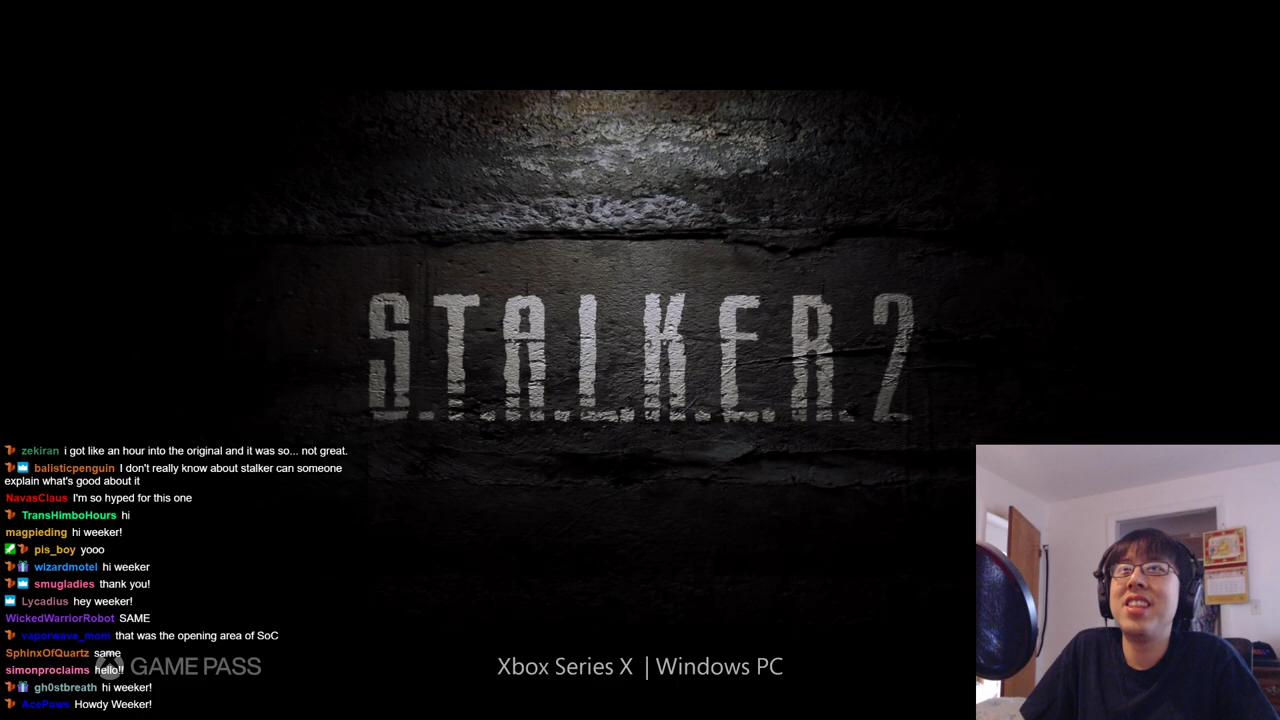 S.T.A.L.K.E.R. 2
zekiran i got like an hour into the original and it was so... not great.
balisticpenguin I don't really know about stalker can someone
explain what's good about it
NavasClaus I'm so hyped for this one
TransHimboHours hi
magpieding hi weeker!
pis_boy yooo
wizardmotel hi weeker
smugladies thank you!
Lycadius hey weeker!
WickedWarriorRobot SAME
vaporwave_mom that was the opening area of SoC
SphinxOfQuartz same
simonproclaims hello!!
gh0stbreath hi weeker!
AcePaws Howdy Weeker!
GAME PASS
Xbox Series X | Windows PC